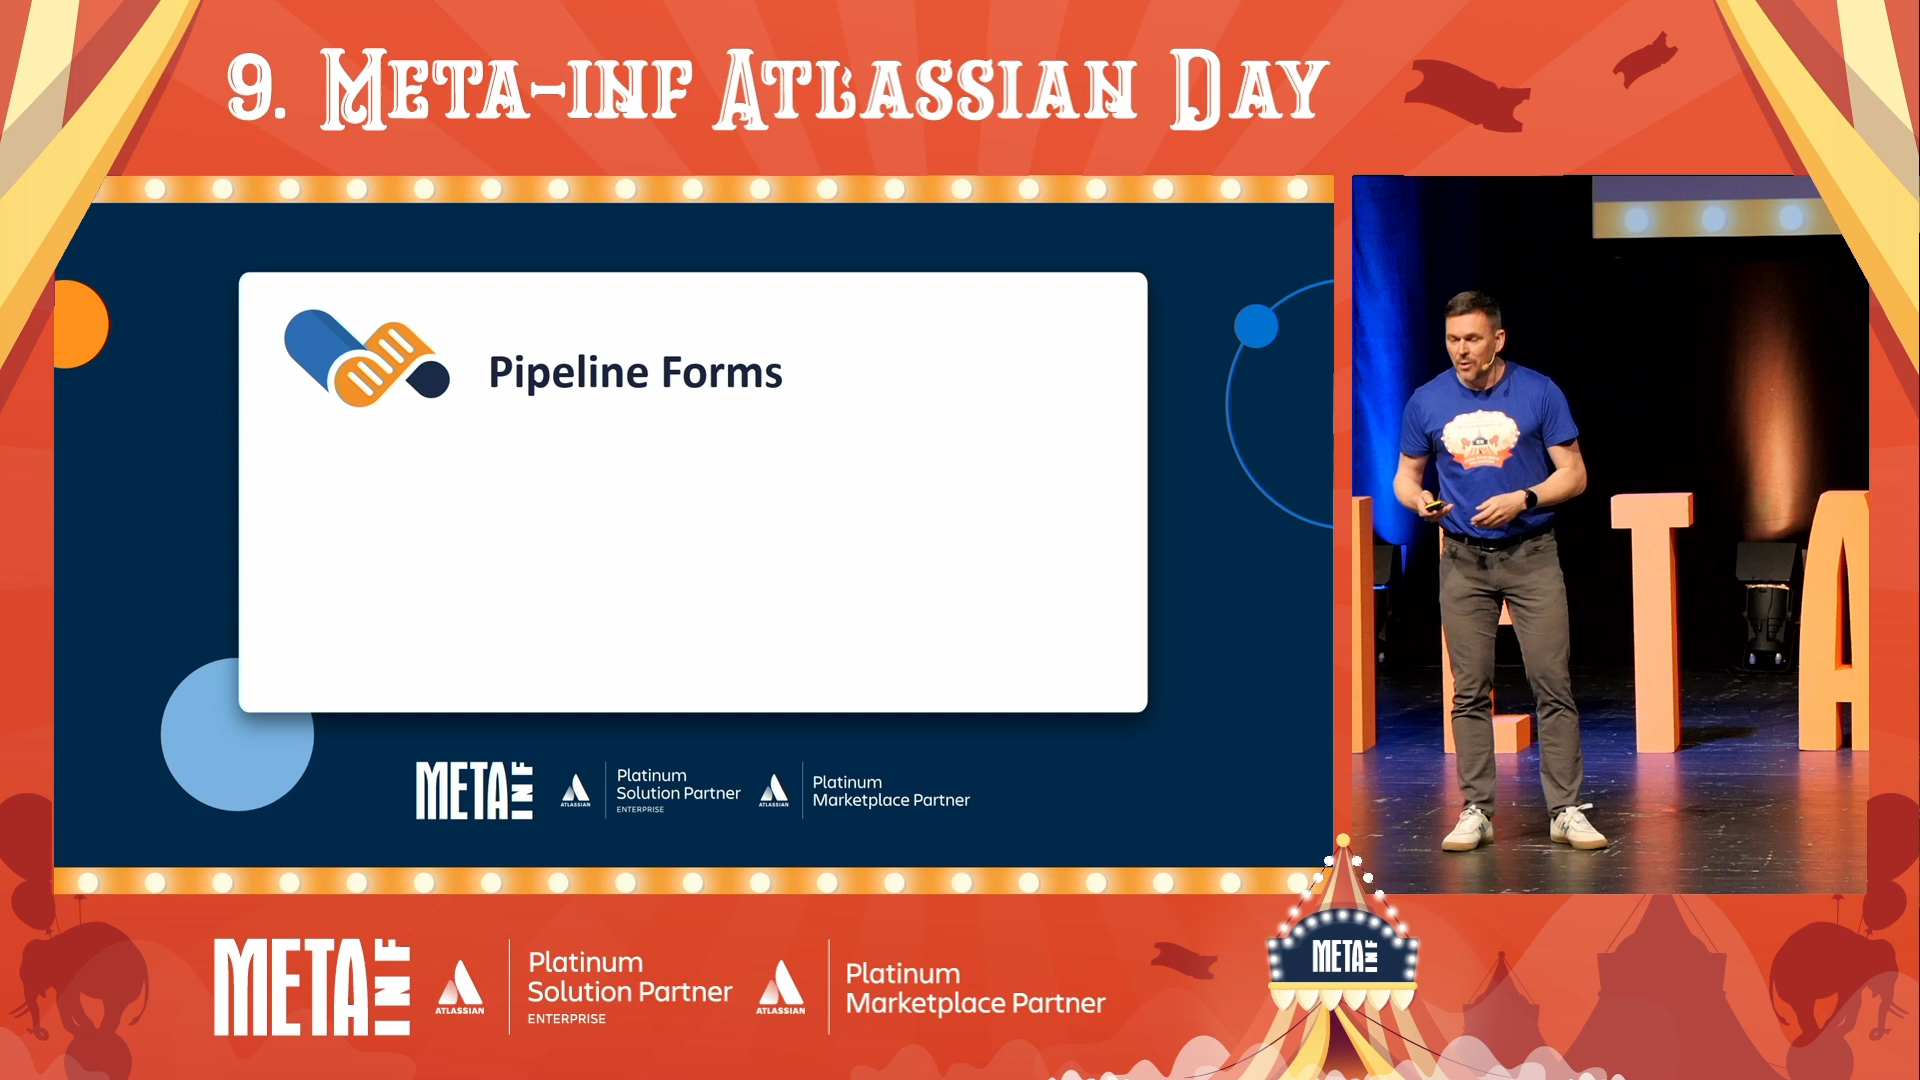 9. META-INF ATLASSIAN DAY
Pipeline Forms
META INF
ATLASSIAN
Platinum
Solution Partner
ENTERPRISE
ATLASSIAN
Platinum
Marketplace Partner
META INF
ATLASSIAN
Platinum
Solution Partner
ENTERPRISE
ATLASSIAN
Platinum
Marketplace Partner
META INF
ETA